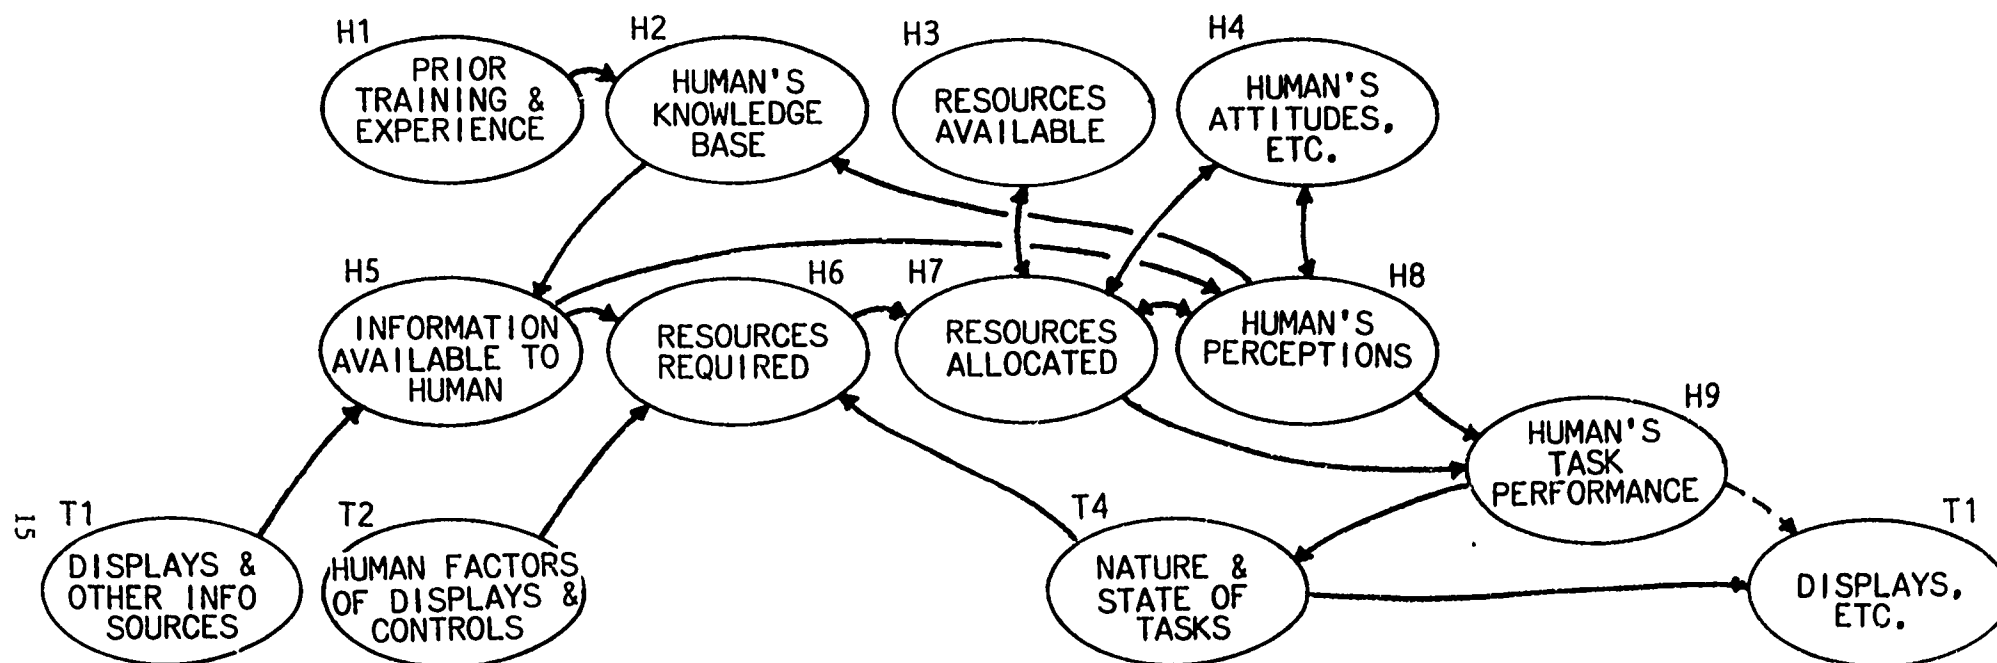 H1
PRIOR
TRAINING &
EXPERIENCE
H2
HUMAN'S
KNOWLEDGE
BASE
H3
RESOURCES
AVAILABLE
H4
HUMAN'S
ATTITUDES,
ETC.
H5
INFORMATION
AVAILABLE TO
HUMAN
H6
RESOURCES
REQUIRED
H7
RESOURCES
ALLOCATED
H8
HUMAN'S
PERCEPTIONS
H9
HUMAN'S
TASK
PERFORMANCE
15
T1
DISPLAYS &
OTHER INFO
SOURCES
T2
HUMAN FACTORS
OF DISPLAYS &
CONTROLS
T4
NATURE &
STATE OF
TASKS
T1
DISPLAYS,
ETC.